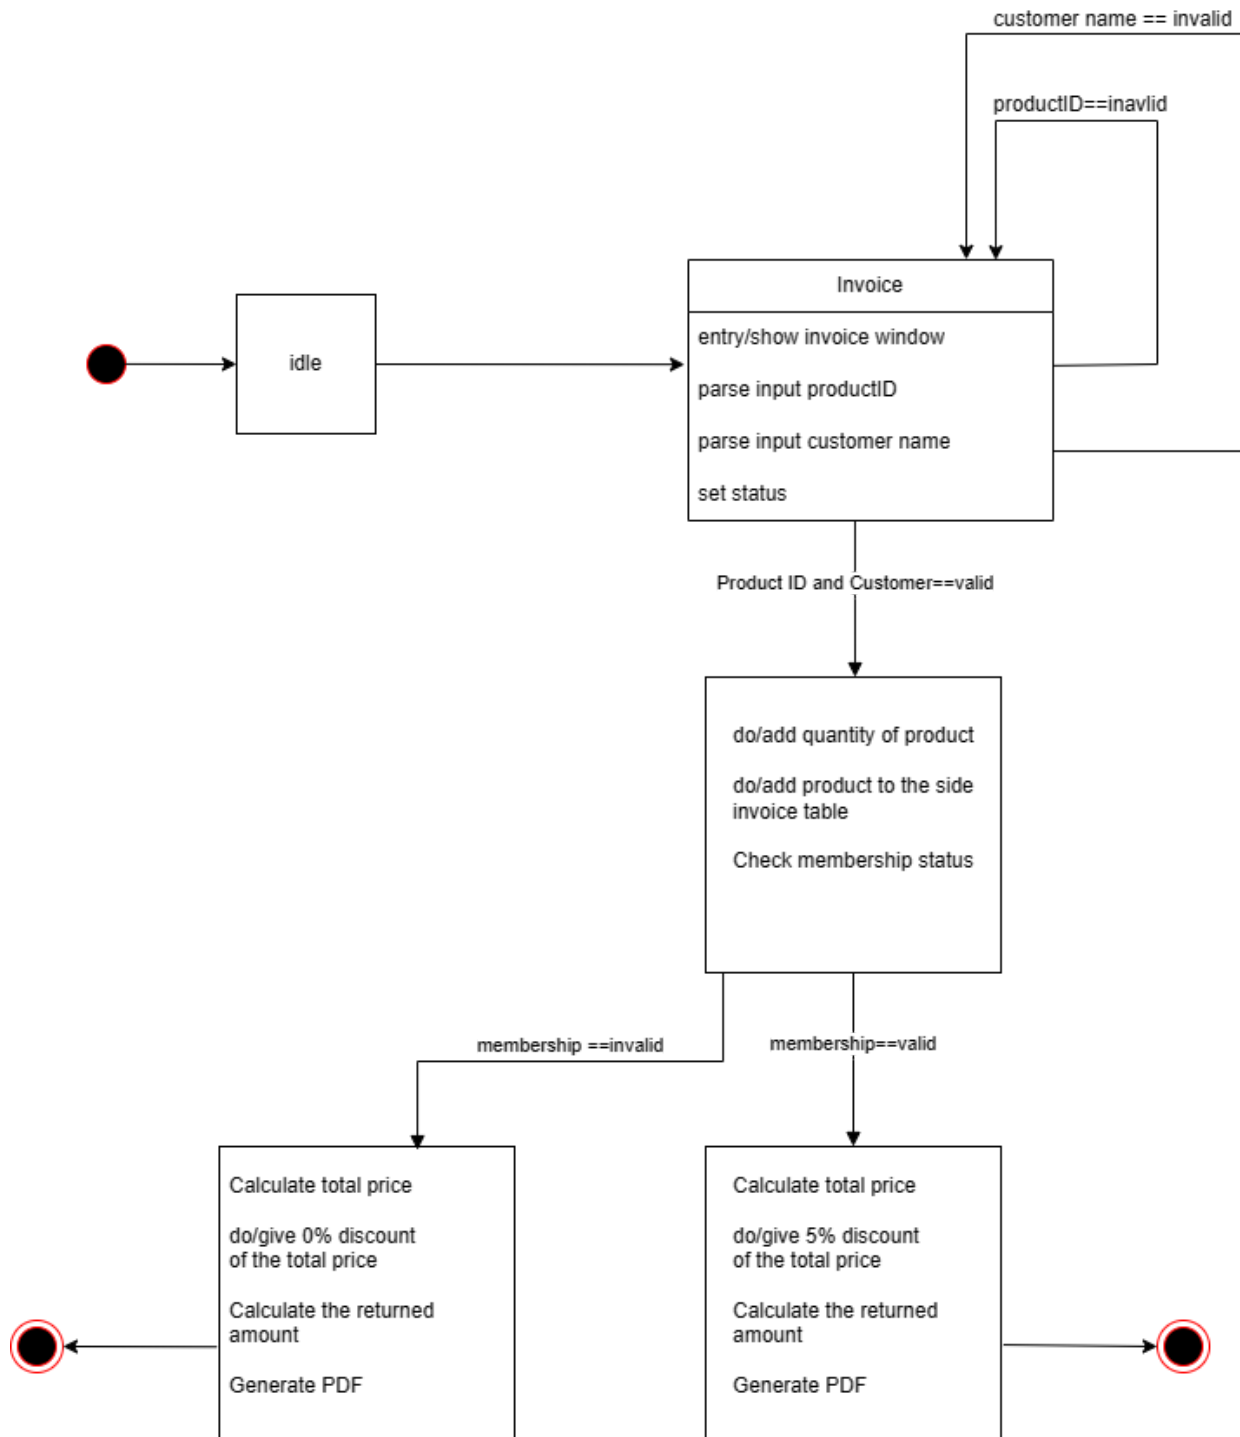 customer name == invalid
productID==inavlid
Invoice
entry/show invoice window
idle
parse input productID
parse input customer name
set status
Product ID and Customer==valid
do/add quantity of product
do/add product to the side
invoice table
Check membership status
membership ==invalid
membership==valid
Calculate total price
do/give 0% discount
of the total price
Calculate the returned
amount
Generate PDF
Calculate total price
do/give 5% discount
of the total price
Calculate the returned
amount
Generate PDF